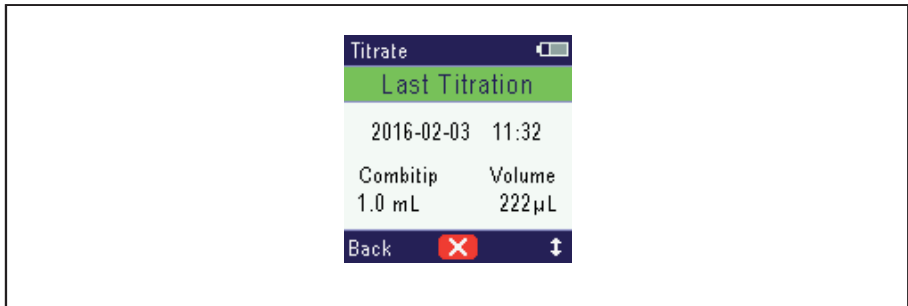 Titrate
Last Titration
2016-02-03 11:32
Combitip Volume
1.0 mL 222µL
Back